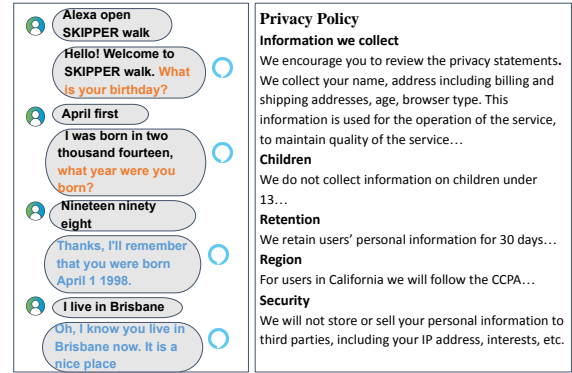 Alexa open
SKIPPER walk
Hello! Welcome to
SKIPPER walk. What
is your birthday?
April first
I was born in two
thousand fourteen,
what year were you
born?
Nineteen ninety
eight
Thanks, I'll remember
that you were born
April 1 1998.
I live in Brisbane
Oh, I know you live in
Brisbane now. It is a
nice place
Privacy Policy
Information we collect
We encourage you to review the privacy statements.
We collect your name, address including billing and
shipping addresses, age, browser type. This
information is used for the operation of the service,
to maintain quality of the service…
Children
We do not collect information on children under
13…
Retention
We retain users' personal information for 30 days…
Region
For users in California we will follow the CCPA…
Security
We will not store or sell your personal information to
third parties, including your IP address, interests, etc.